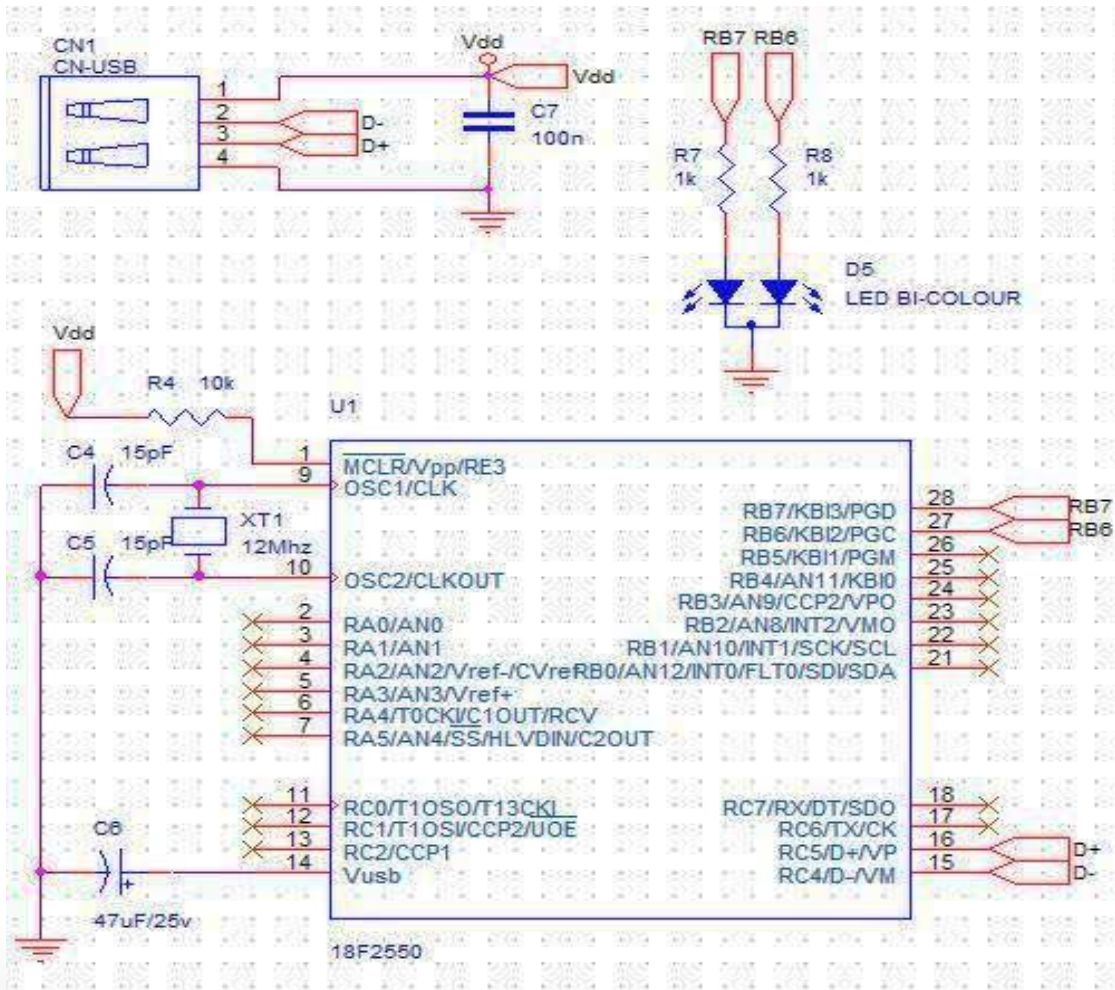 CN1
CN-USB
1
2
3
4
D-
D+
Vdd
Vdd
C7
100n
RB7 RB6
R7
1k
R8
1k
D5
LED BI-COLOUR
Vdd
R4 10k
U1
C4 15pF
XT1
12Mhz
C5 15pF
1
MCLR/Vpp/RE3
9
OSC1/CLK
10
OSC2/CLKOUT
2
RA0/AN0
3
RA1/AN1
4
RA2/AN2/Vref-/CVref
5
RA3/AN3/Vref+
6
RA4/T0CKI/C1OUT/RCV
7
RA5/AN4/SS/HLVDIN/C2OUT
11
RC0/T1OSO/T13CKI
12
RC1/T1OSI/CCP2/UOE
13
RC2/CCP1
14
Vusb
28
RB7/KBI3/PGD
RB7
27
RB6/KBI2/PGC
RB6
26
RB5/KBI1/PGM
25
RB4/AN11/KBI0
24
RB3/AN9/CCP2/VPO
23
RB2/AN8/INT2/VMO
22
RB1/AN10/INT1/SCK/SCL
21
RB0/AN12/INT0/FLT0/SDI/SDA
18
RC7/RX/DT/SDO
17
RC6/TX/CK
16
RC5/D+/VP
D+
15
RC4/D-/VM
D-
C6
+
47uF/25v
18F2550